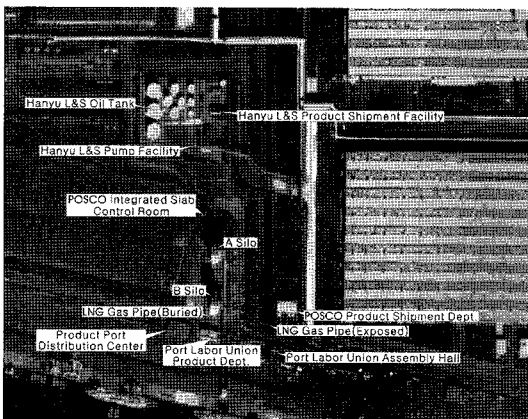 Hanyu L&S Oil Tank
Hanyu L&S Product Shipment Facility
Hanyu L&S Pump Facility
POSCO Integrated Slab
Control Room
A Silo
B Silo
LNG Gas Pipe(Buried)
POSCO Product Shipment Dept.
LNG Gas Pipe(Exposed)
Product Port
Distribution Center
Port Labor Union
Product Dept.
Port Labor Union Assembly Hall